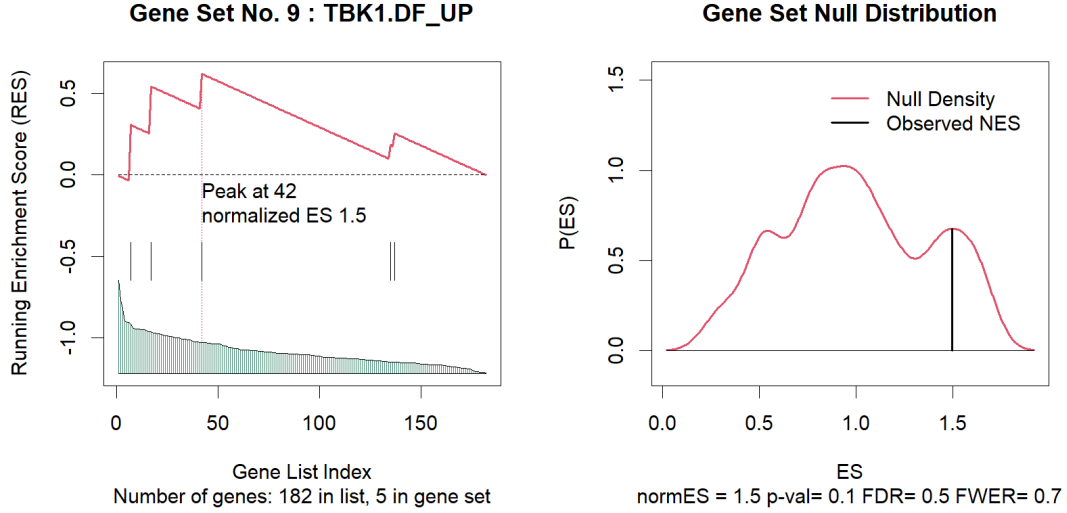 Gene Set No. 9 : TBK1.DF_UP
Running Enrichment Score (RES)
0.5
0.0
-0.5
-1.0
Peak at 42
normalized ES 1.5
0
50
100
150
Gene List Index
Number of genes: 182 in list, 5 in gene set
Gene Set Null Distribution
P(ES)
1.5
1.0
0.5
0.0
Null Density
Observed NES
0.0
0.5
1.0
1.5
ES
normES = 1.5 p-val= 0.1 FDR= 0.5 FWER= 0.7